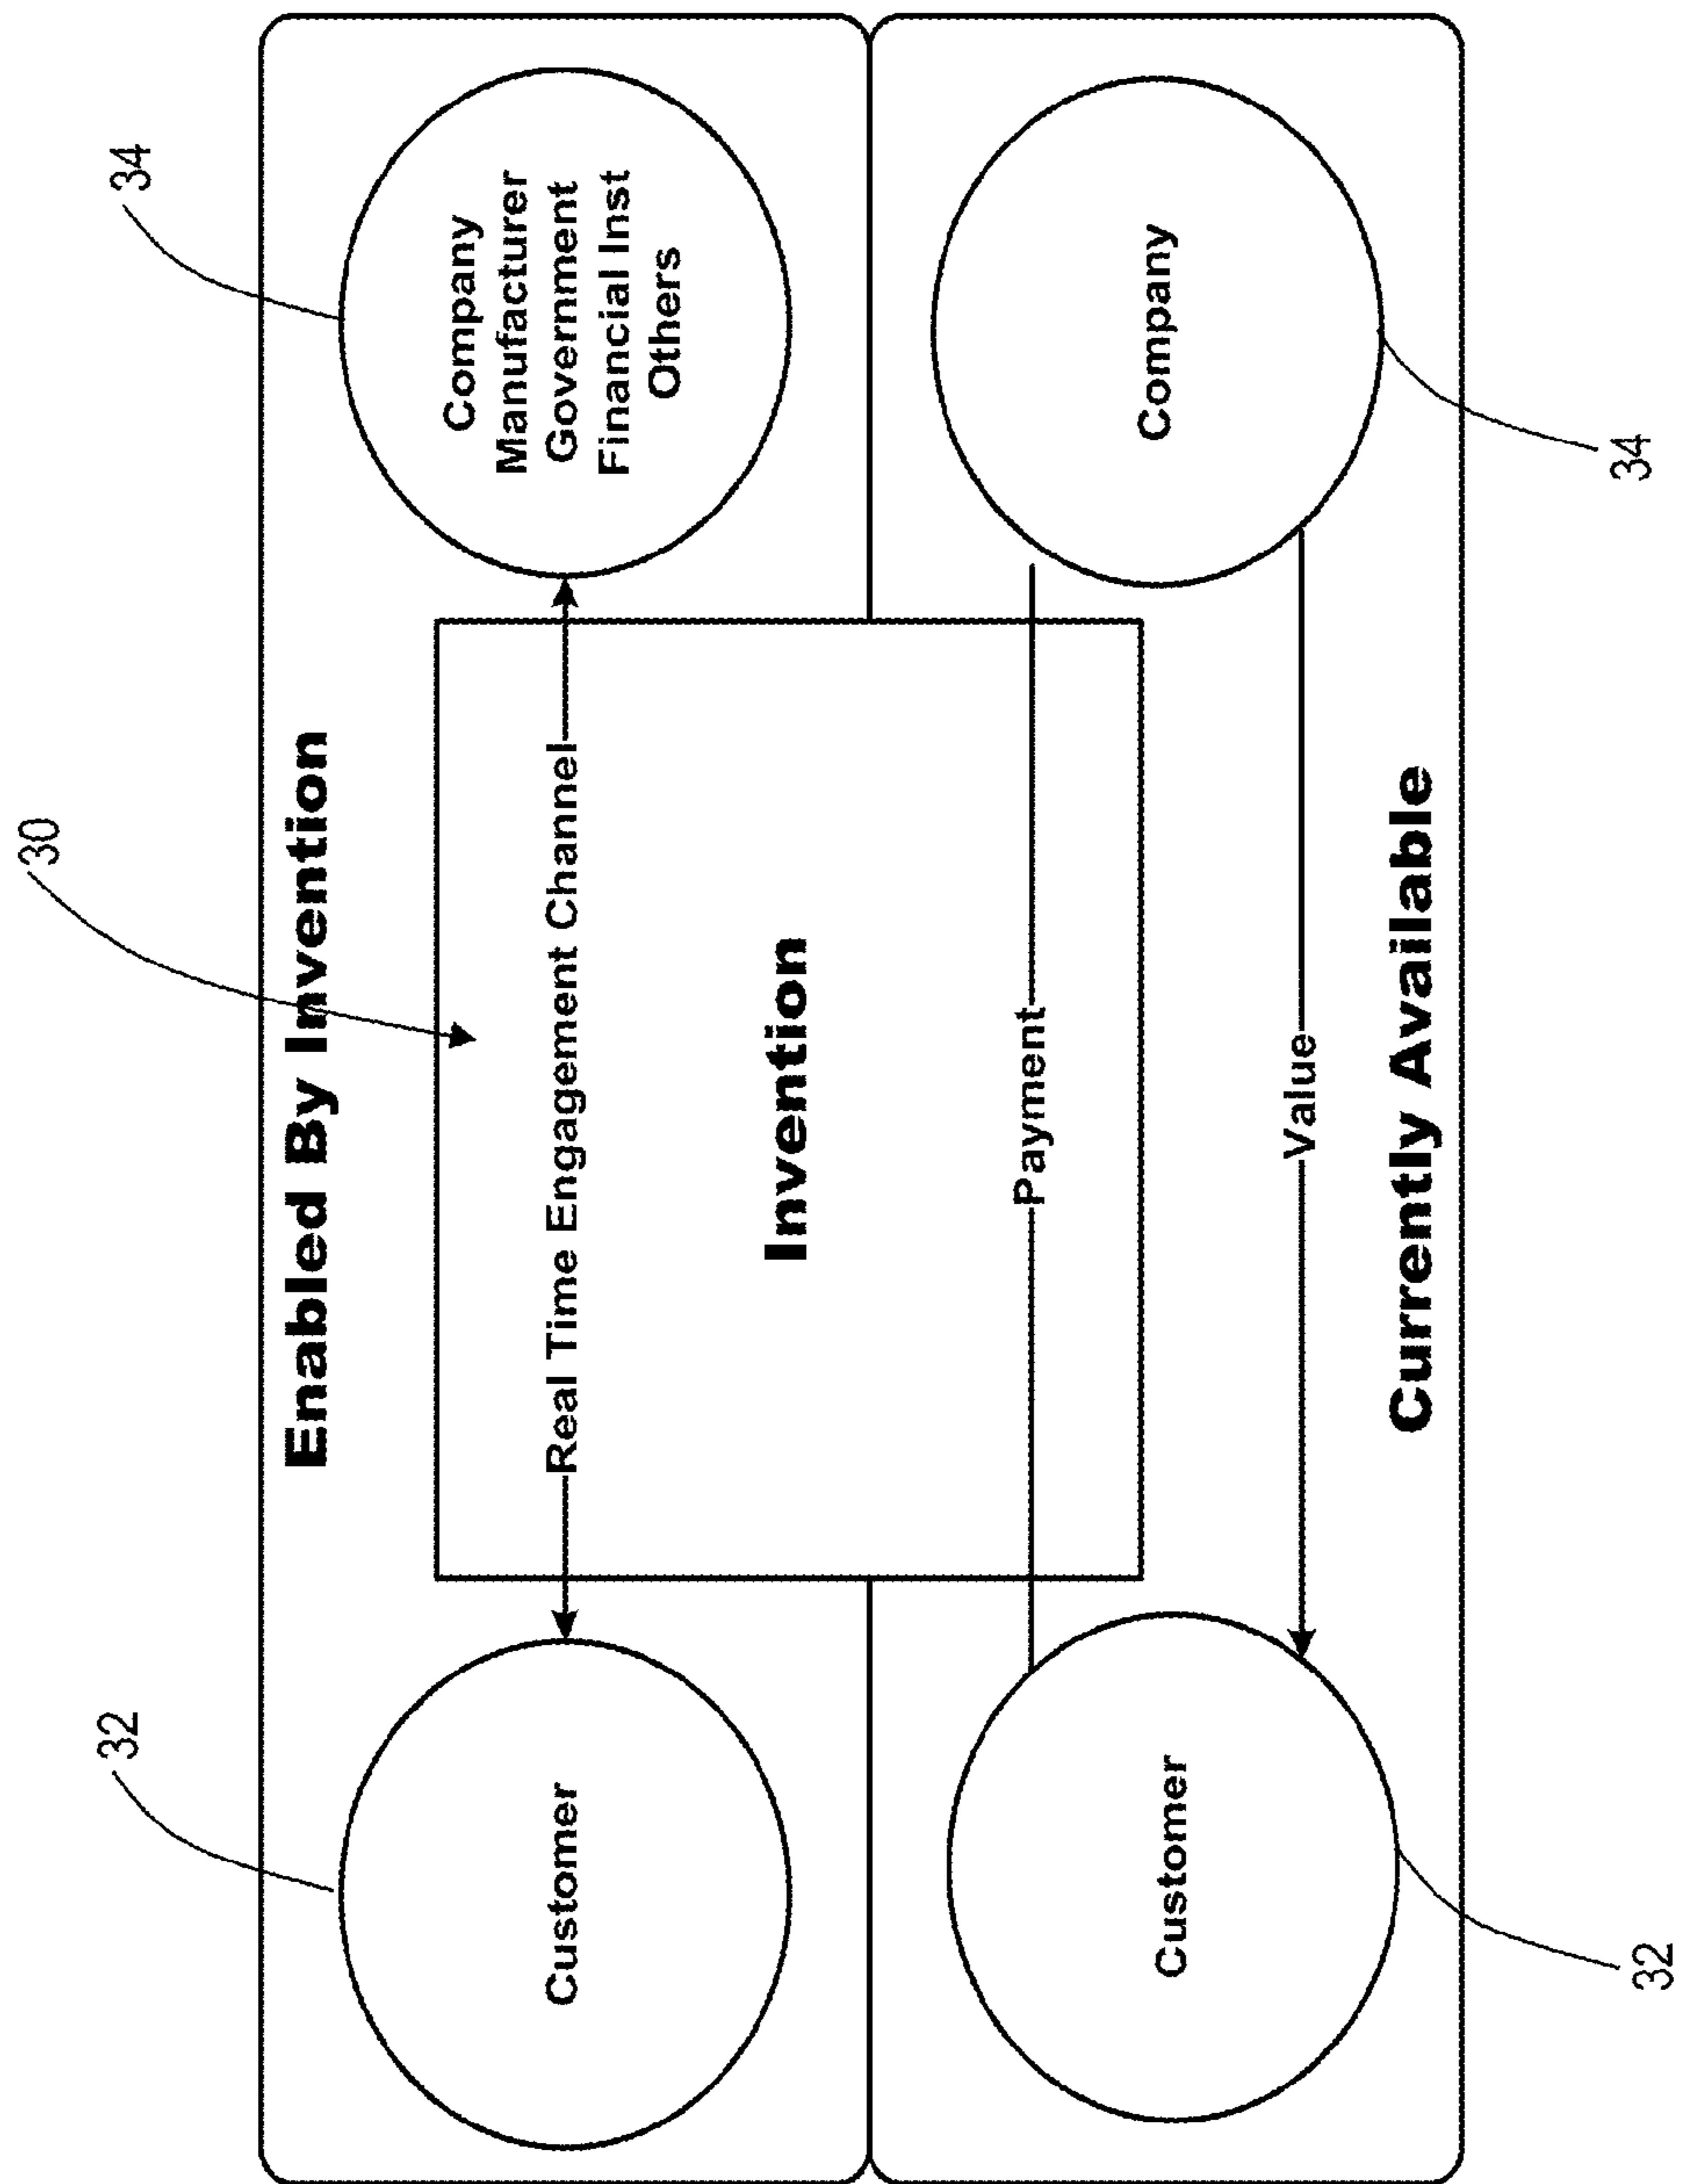 34
30
32
Enabled By Invention
Customer
Real Time Engagement Channel
Company
Manufacturer
Government
Financial Inst
Others
Invention
Payment
Customer
Value
Company
Currently Available
32
34